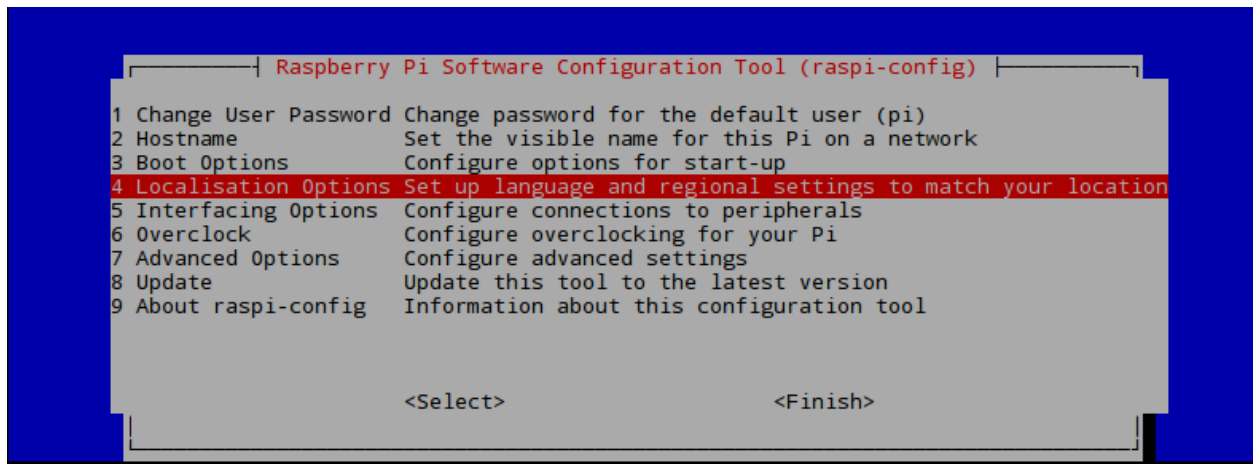 Raspberry Pi Software Configuration Tool (raspi-config)
1 Change User Password Change password for the default user (pi)
2 Hostname Set the visible name for this Pi on a network
3 Boot Options Configure options for start-up
4 Localisation Options Set up language and regional settings to match your location
5 Interfacing Options Configure connections to peripherals
6 Overclock Configure overclocking for your Pi
7 Advanced Options Configure advanced settings
8 Update Update this tool to the latest version
9 About raspi-config Information about this configuration tool
<Select> <Finish>